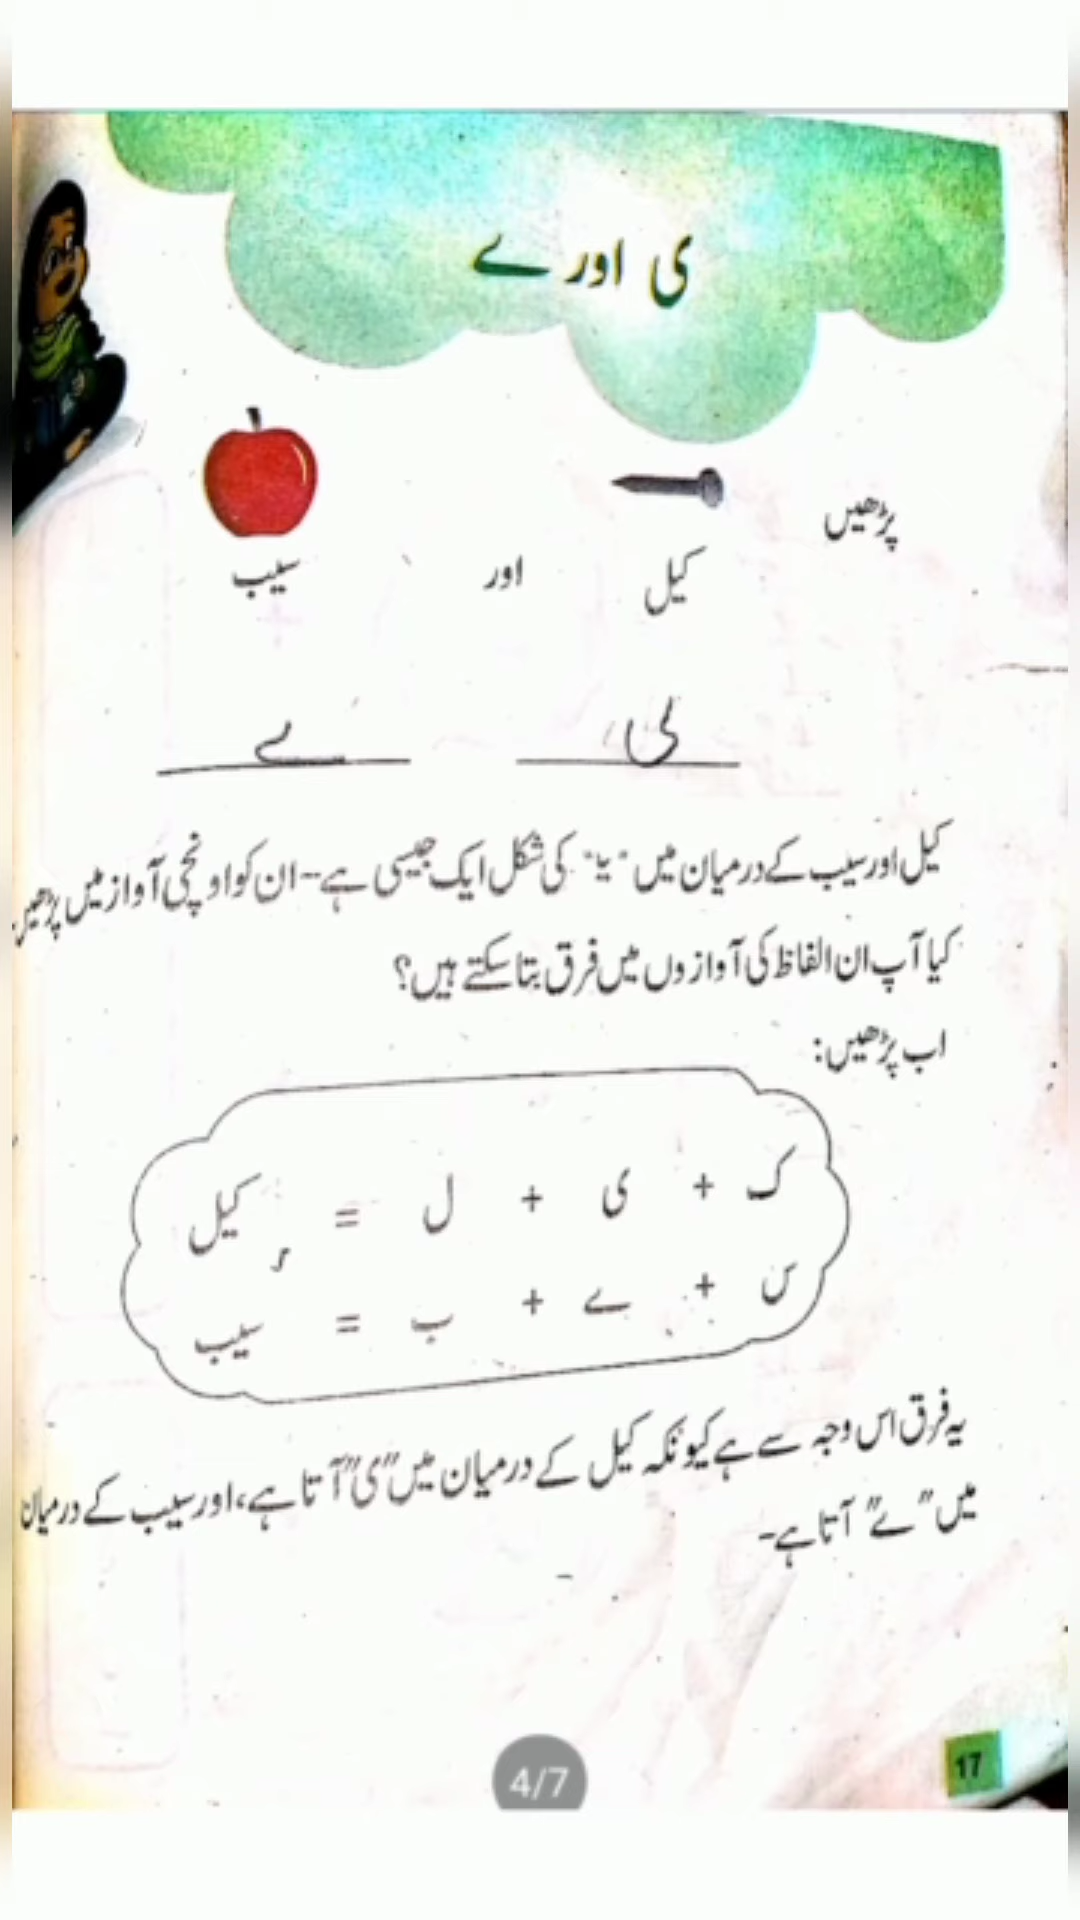 ی اور ے
پڑھیں
کیل اور سیب
ی ے
کیل اور سیب کے درمیان میں "یا" کی شکل ایک جیسی ہے-- ان کو اونچی آواز میں پڑھیں
کیا آپ ان الفاظ کی آوازوں میں فرق بتا سکتے ہیں؟
اب پڑھیں:
ک + ی + ل = کیل
س + ے + ب = سیب
یہ فرق اس وجہ سے ہے کیونکہ کیل کے درمیان میں "ی" آتا ہے، اور سیب کے درمیان
میں "ے" آتا ہے-
17
4/7